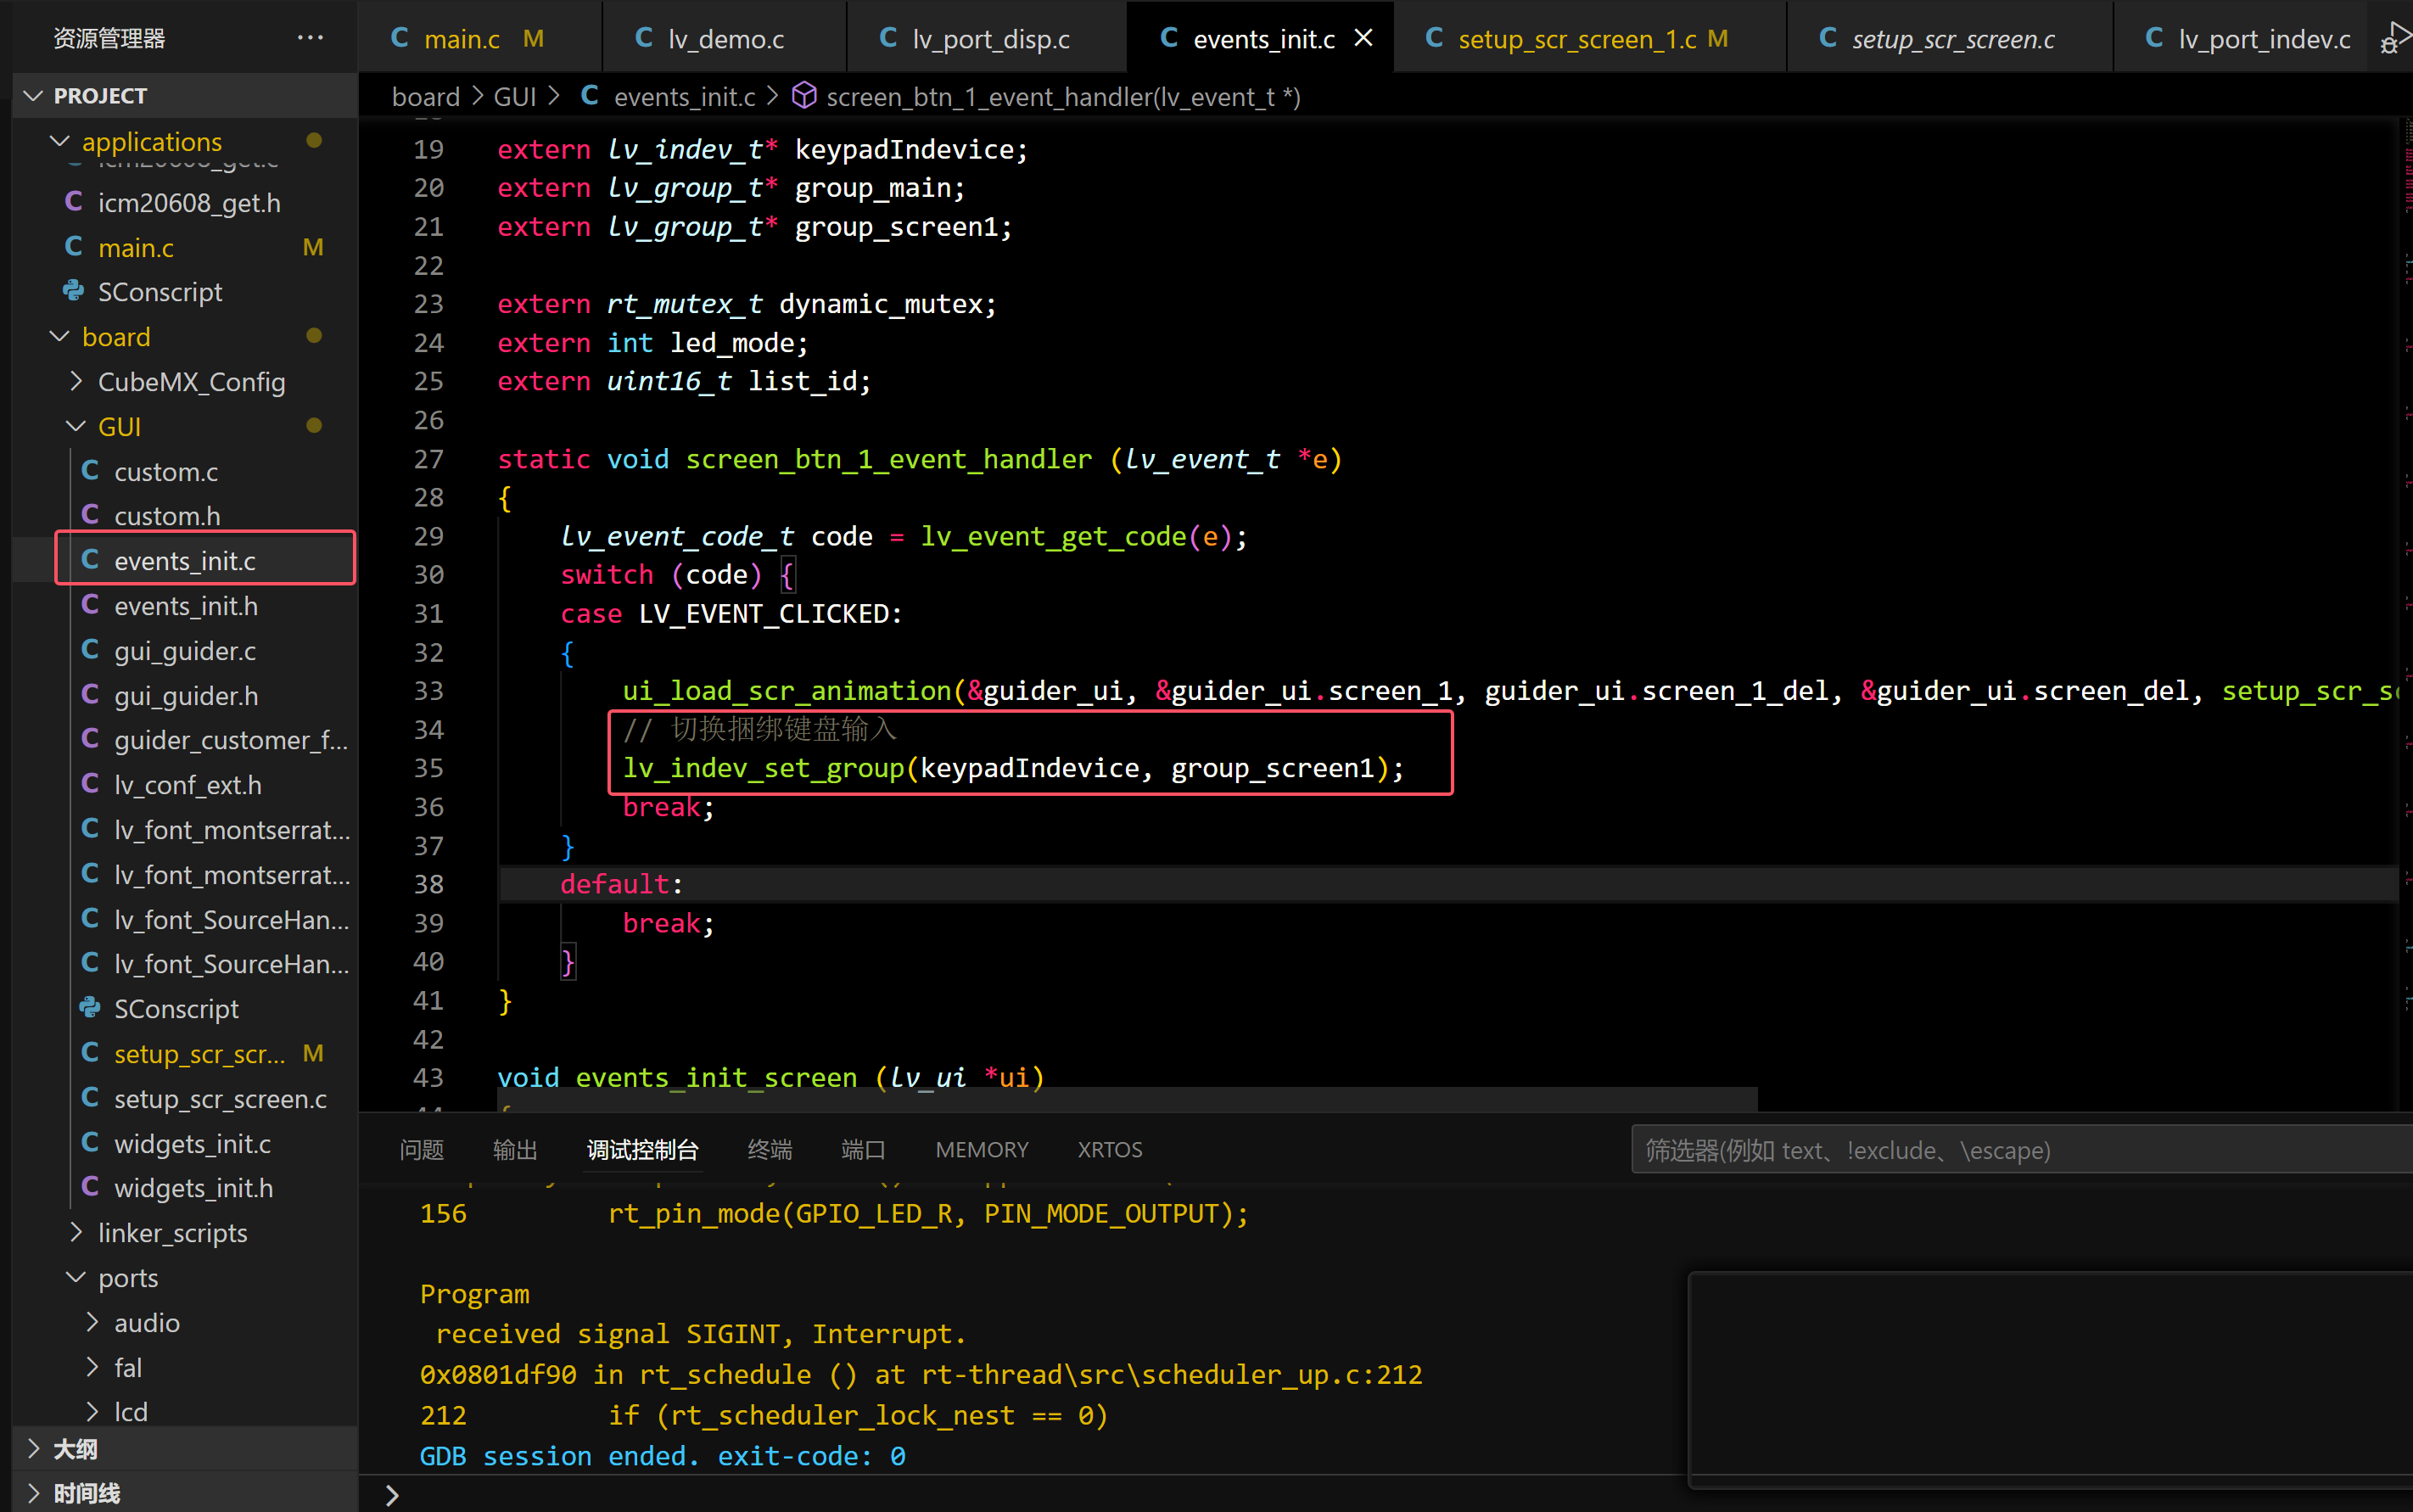 资源管理器 ···
PROJECT
applications
icm20608_get.c
icm20608_get.h
main.c M
SConscript
board
CubeMX_Config
GUI
custom.c
custom.h
events_init.c
events_init.h
gui_guider.c
gui_guider.h
guider_customer_f...
lv_conf_ext.h
lv_font_montserrat...
lv_font_montserrat...
lv_font_SourceHan...
lv_font_SourceHan...
SConscript
setup_scr_scr... M
setup_scr_screen.c
widgets_init.c
widgets_init.h
linker_scripts
ports
audio
fal
lcd
大纲
时间线
main.c M lv_demo.c lv_port_disp.c events_init.c setup_scr_screen_1.c M setup_scr_screen.c lv_port_indev.c
board > GUI > C events_init.c > screen_btn_1_event_handler(lv_event_t *)
19 extern lv_indev_t* keypadIndevice;
20 extern lv_group_t* group_main;
21 extern lv_group_t* group_screen1;
22
23 extern rt_mutex_t dynamic_mutex;
24 extern int led_mode;
25 extern uint16_t list_id;
26
27 static void screen_btn_1_event_handler (lv_event_t *e)
28 {
29 lv_event_code_t code = lv_event_get_code(e);
30 switch (code) {
31 case LV_EVENT_CLICKED:
32 {
33 ui_load_scr_animation(&guider_ui, &guider_ui.screen_1, guider_ui.screen_1_del, &guider_ui.screen_del, setup_scr_sc
34 // 切换捆绑键盘输入
35 lv_indev_set_group(keypadIndevice, group_screen1);
36 break;
37 }
38 default:
39 break;
40 }
41 }
42
43 void events_init_screen (lv_ui *ui)
44 {
问题 输出 调试控制台 终端 端口 MEMORY XRTOS
筛选器(例如 text、!exclude、\escape)
156 rt_pin_mode(GPIO_LED_R, PIN_MODE_OUTPUT);
Program
received signal SIGINT, Interrupt.
0x0801df90 in rt_schedule () at rt-thread\src\scheduler_up.c:212
212 if (rt_scheduler_lock_nest == 0)
GDB session ended. exit-code: 0